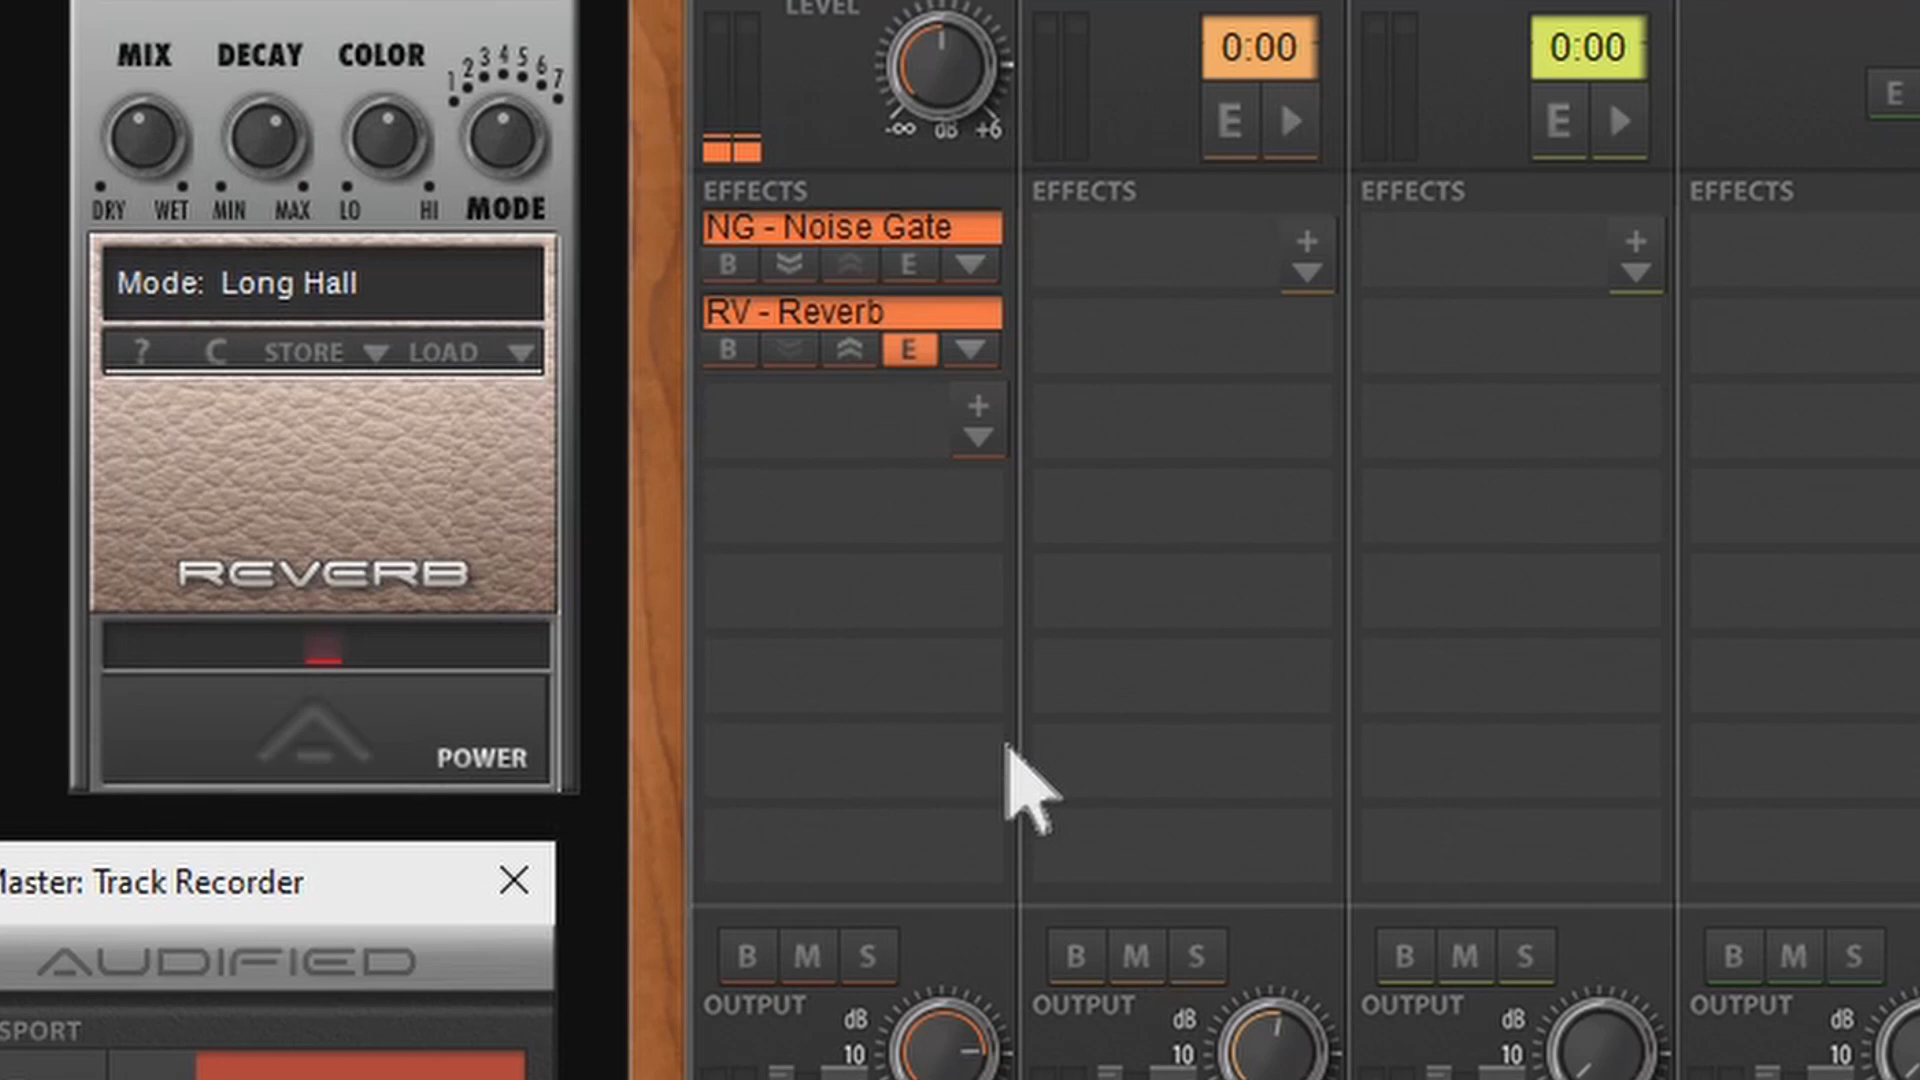 MIX DECAY COLOR
1 2 3 4 5 6 7
DRY WET MIN MAX LO HI MODE
Mode: Long Hall
? C STORE LOAD
REVERB
POWER
Master: Track Recorder
AUDIFIED
SPORT
LEVEL
-∞ dB +6
0:00
E
0:00
E
E
EFFECTS
NG - Noise Gate
B E
RV - Reverb
B E
+
EFFECTS
+
EFFECTS
+
EFFECTS
B M S
OUTPUT
dB
10
B M S
OUTPUT
dB
10
B M S
OUTPUT
dB
10
B M S
OUTPUT
dB
10